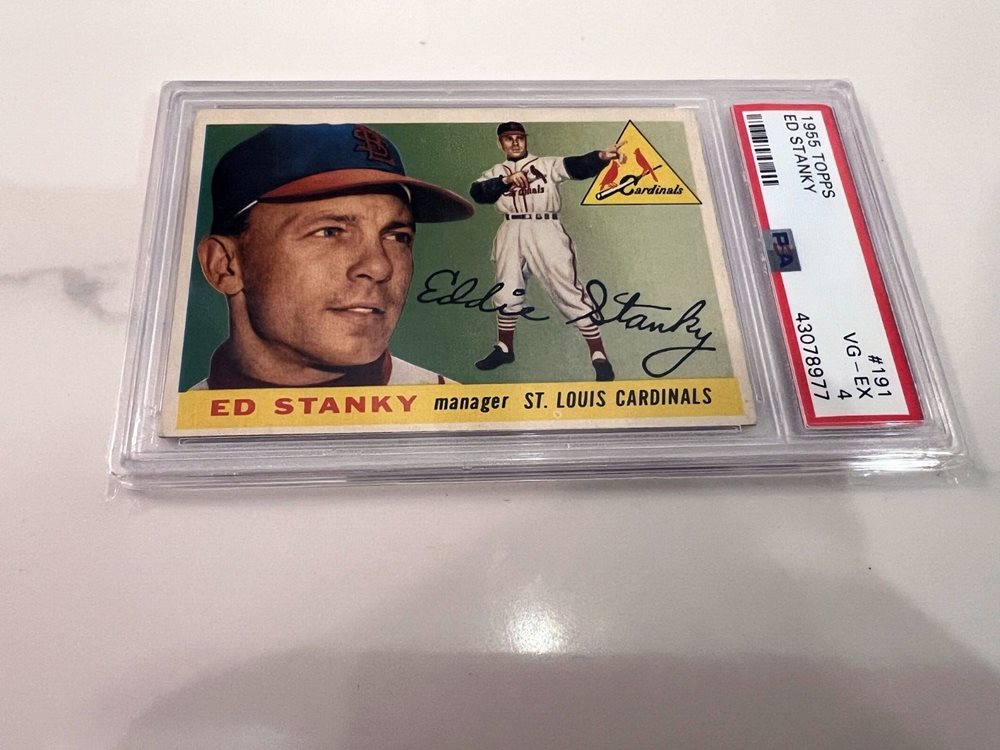 Cardinals
Cardinals
Eddie Stanky
ED STANKY manager ST. LOUIS CARDINALS
1955 TOPPS #191
ED STANKY VG-EX 4
PSA 43078977